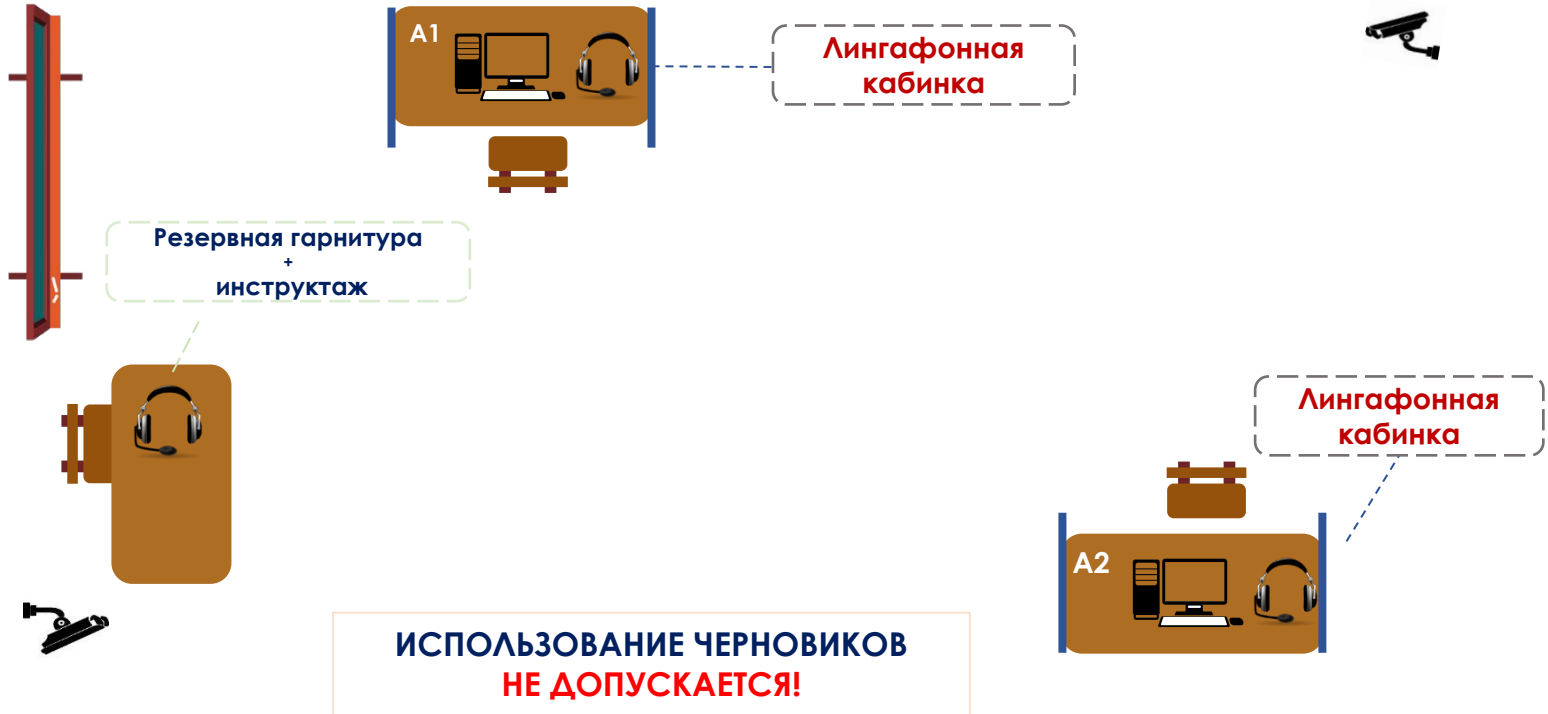 А1
Лингафонная
кабинка
Резервная гарнитура
+
инструктаж
Лингафонная
кабинка
А2
ИСПОЛЬЗОВАНИЕ ЧЕРНОВИКОВ
НЕ ДОПУСКАЕТСЯ!